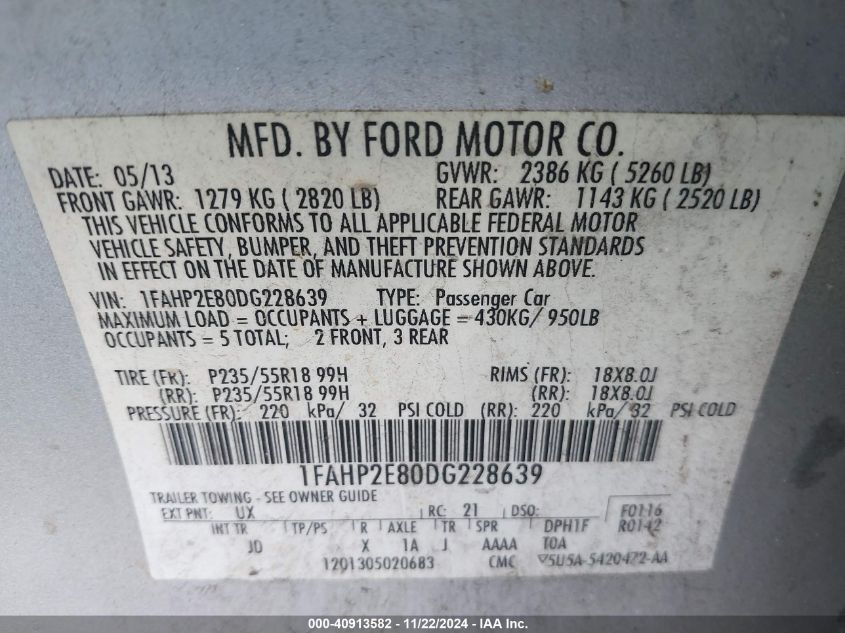 MFD. BY FORD MOTOR CO.
DATE: 05/13 GVWR: 2386 KG ( 5260 LB)
FRONT GAWR: 1279 KG ( 2820 LB) REAR GAWR: 1143 KG ( 2520 LB)
THIS VEHICLE CONFORMS TO ALL APPLICABLE FEDERAL MOTOR
VEHICLE SAFETY, BUMPER, AND THEFT PREVENTION STANDARDS
IN EFFECT ON THE DATE OF MANUFACTURE SHOWN ABOVE.
VIN: 1FAHP2E80DG228639 TYPE: Passenger Car
MAXIMUM LOAD = OCCUPANTS + LUGGAGE = 430KG/ 950LB
OCCUPANTS = 5 TOTAL; 2 FRONT, 3 REAR
TIRE (FR): P235/55R18 99H RIMS (FR): 18X8.0J
(RR): P235/55R18 99H (RR): 18X8.0J
PRESSURE (FR): 220 kPa/ 32 PSI COLD (RR): 220 kPa/ 32 PSI COLD
1FAHP2E80DG228639
TRAILER TOWING - SEE OWNER GUIDE
EXT PNT: UX RC: 21 DSO: F0116
INT TR TP/PS R AXLE TR SPR DPH1F R0142
JD X 1A J AAAA T0A
1201305020683 CMC 5U5A-5420472-AA
000-40913582 - 11/22/2024 - IAA Inc.